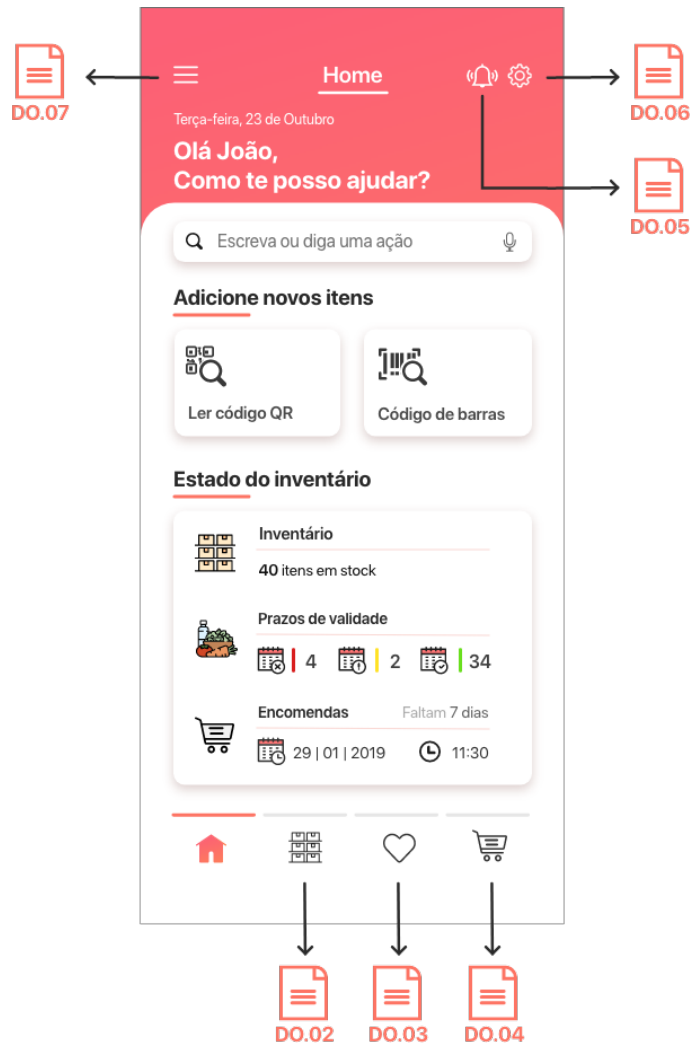 Home
DO.07
DO.06
Terça-feira, 23 de Outubro
Olá João,
Como te posso ajudar?
DO.05
Escreva ou diga uma ação
Adicione novos itens
Ler código QR
Código de barras
Estado do inventário
Inventário
40 itens em stock
Prazos de validade
4 2 34
Encomendas Faltam 7 dias
29 | 01 | 2019 11:30
DO.02 DO.03 DO.04